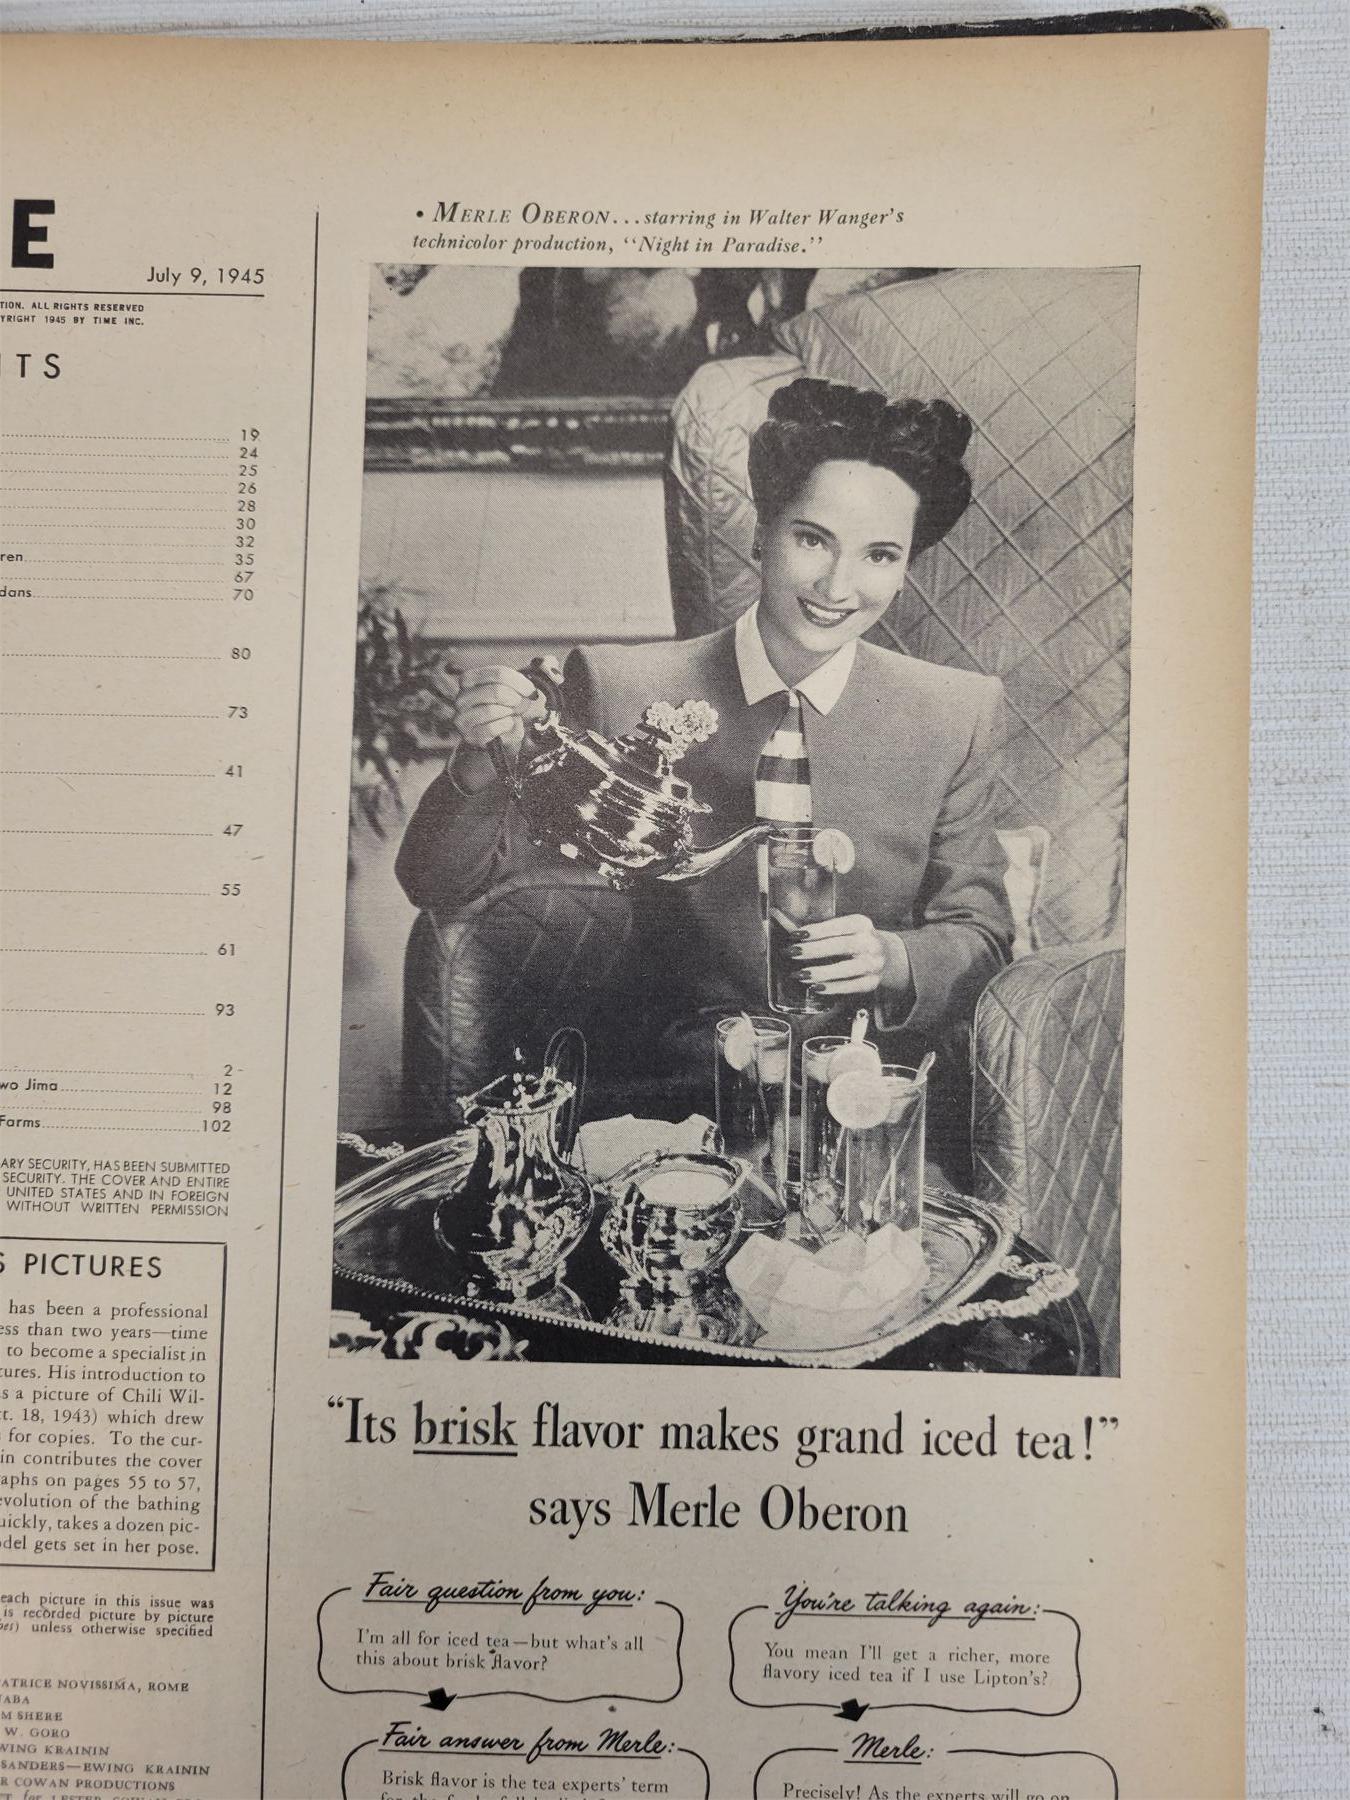 E
July 9, 1945
TION. ALL RIGHTS RESERVED
YRIGHT 1945 BY TIME INC.
ITS
19
24
25
26
28
30
32
ren 35
67
dans 70
80
73
41
47
55
61
93
2
wo Jima 12
98
Farms 102
ARY SECURITY, HAS BEEN SUBMITTED
SECURITY. THE COVER AND ENTIRE
UNITED STATES AND IN FOREIGN
WITHOUT WRITTEN PERMISSION
S PICTURES
has been a professional
ess than two years—time
to become a specialist in
tures. His introduction to
s a picture of Chili Wil-
ct. 18, 1943) which drew
for copies. To the cur-
in contributes the cover
aphs on pages 55 to 57,
evolution of the bathing
uickly, takes a dozen pic-
odel gets set in her pose.
each picture in this issue was
is recorded picture by picture
unless otherwise specified
ATRICE NOVISSIMA, ROME
ABA
M SHERE
W. GORO
WING KRAININ
SANDERS—EWING KRAININ
R COWAN PRODUCTIONS
• MERLE OBERON...starring in Walter Wanger's
technicolor production, "Night in Paradise."
"Its brisk flavor makes grand iced tea!"
says Merle Oberon
Fair question from you:
I'm all for iced tea—but what's all
this about brisk flavor?
Fair answer from Merle:
Brisk flavor is the tea experts' term
You're talking again:
You mean I'll get a richer, more
flavory iced tea if I use Lipton's?
Merle:
Precisely! As the experts will go on